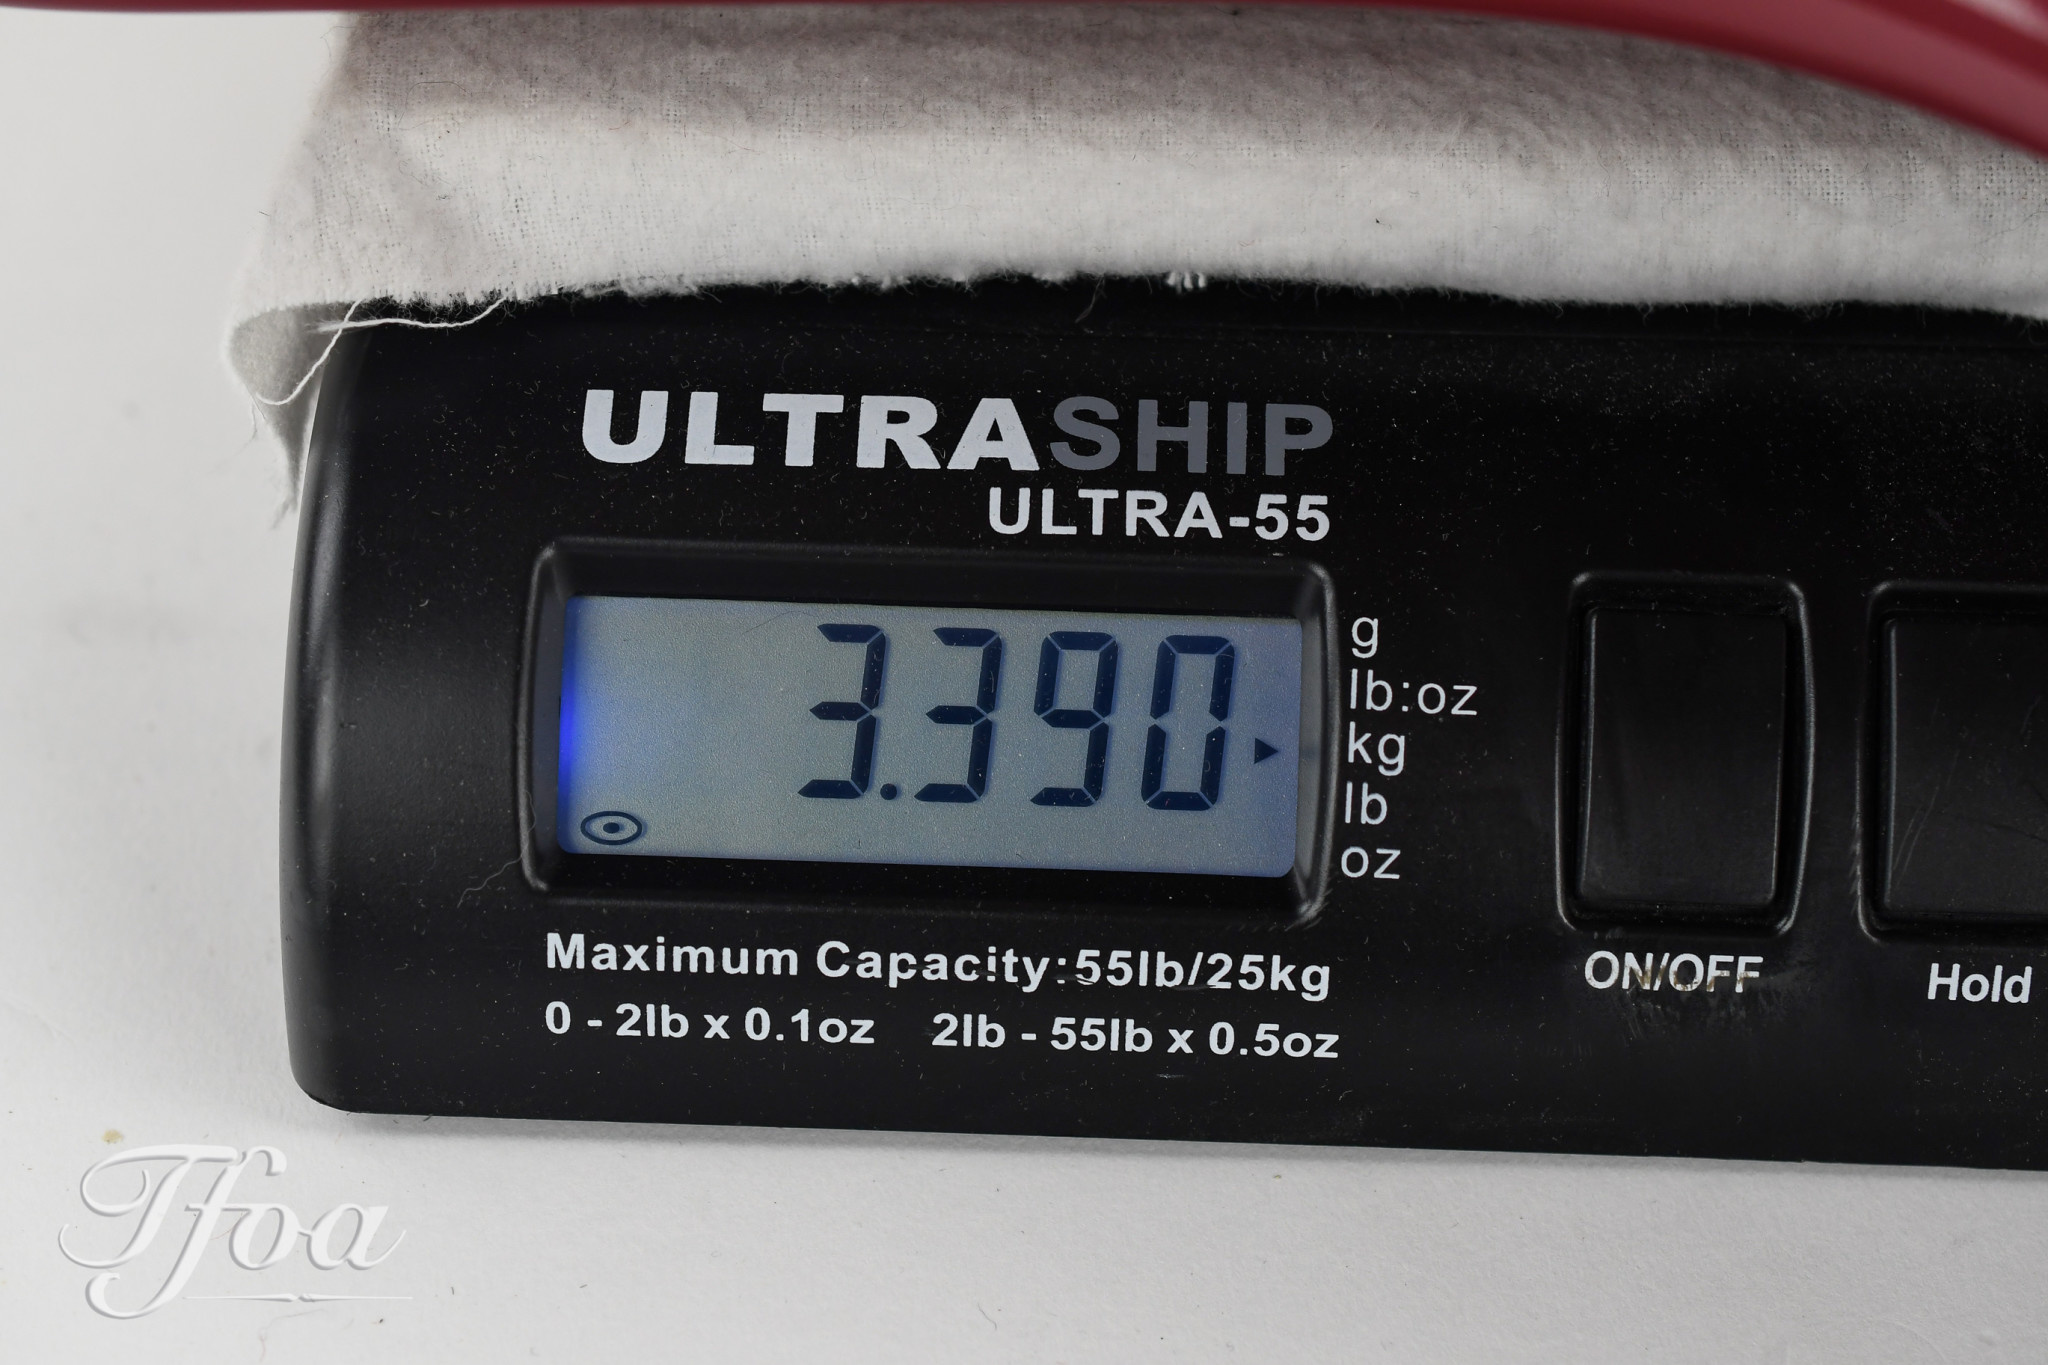 ULTRASHIP
ULTRA-55
3.390
g
lb:oz
kg
lb
oz
Maximum Capacity:55lb/25kg
0 - 2lb x 0.1oz 2lb - 55lb x 0.5oz
ON/OFF
Hold
Tfoa